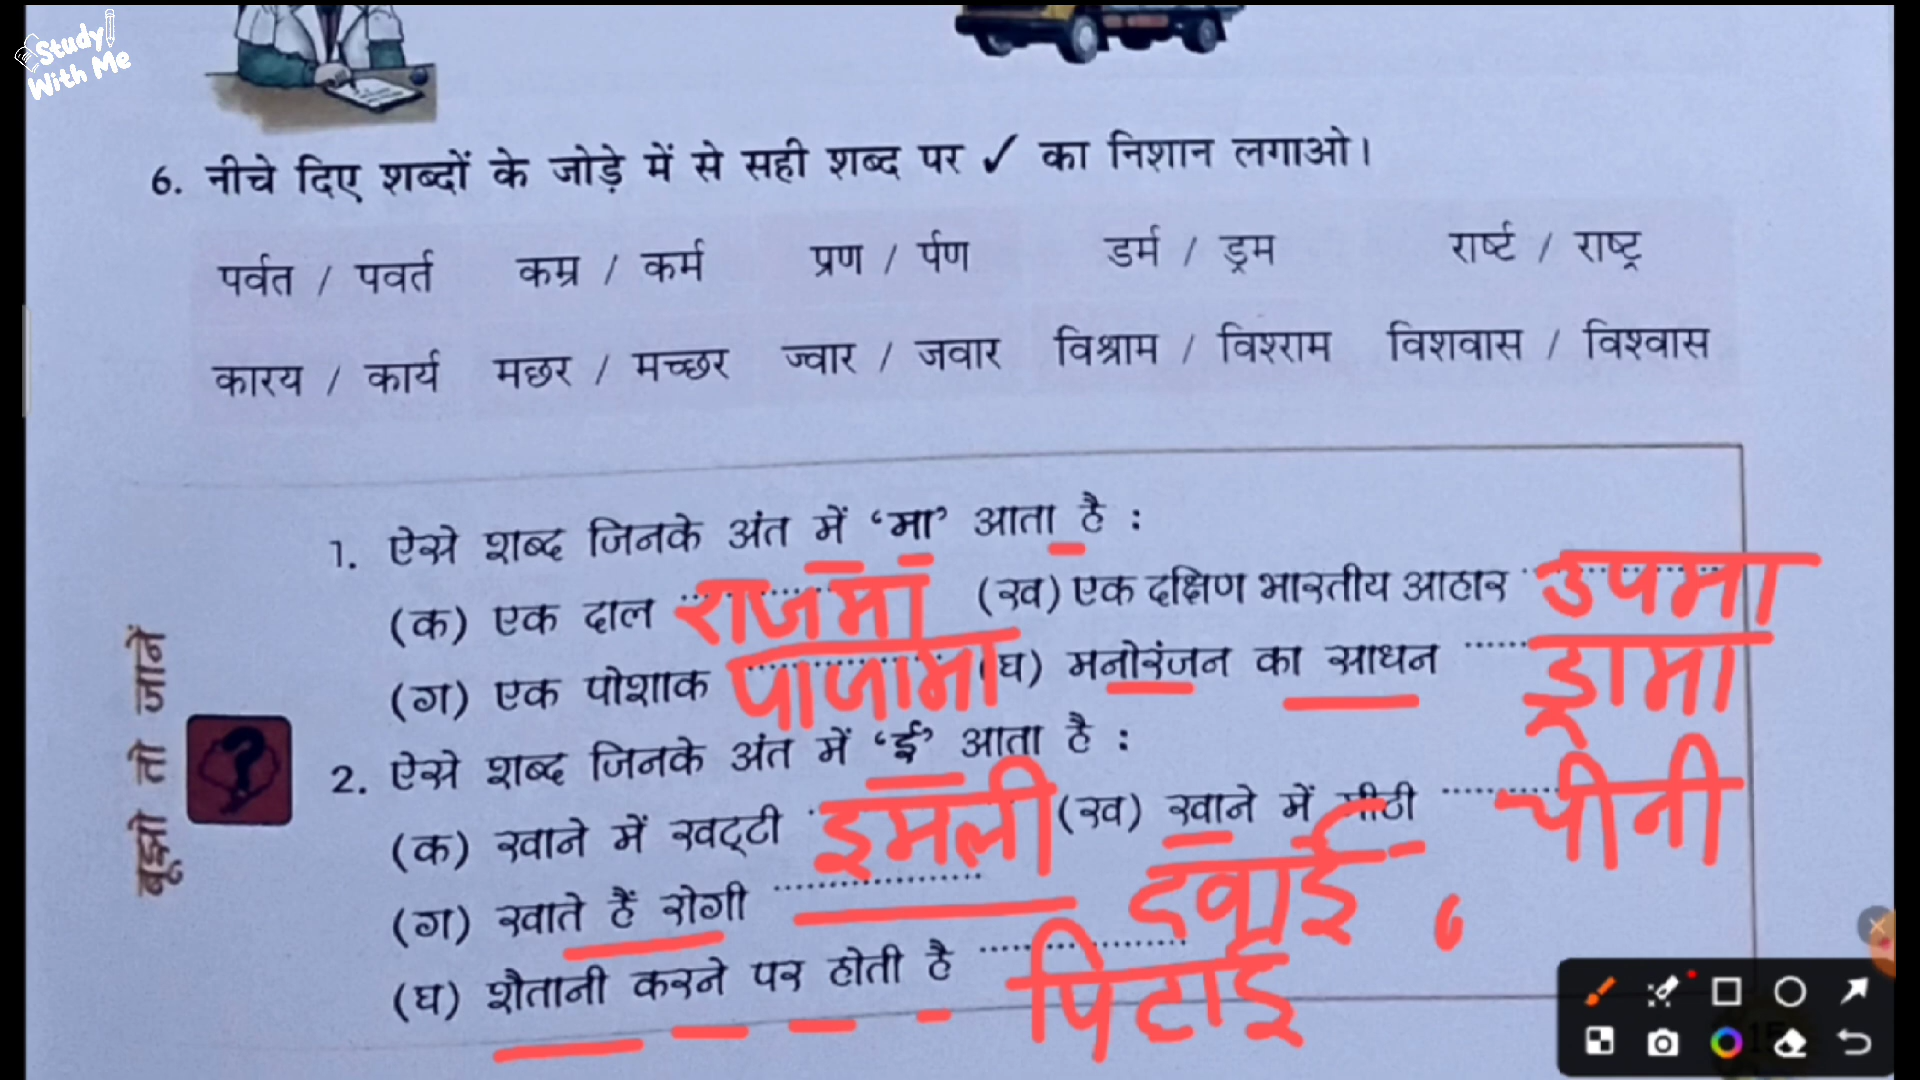 Study
With Me
6. नीचे दिए शब्दों के जोड़े में से सही शब्द पर ✓ का निशान लगाओ।
पर्वत / पवर्त कम्र / कर्म प्रण / र्पण डर्म / ड्रम रार्ष्ट / राष्ट्र
कारय / कार्य मछर / मच्छर ज्वार / जवार विश्राम / विश्राम विशवास / विश्वास
बूझो तो जानें
1. ऐसे शब्द जिनके अंत में ‘मा’ आता है :
(क) एक दाल राजमा (ख) एक दक्षिण भारतीय आहार उपमा
(ग) एक पोशाक पाजामा (घ) मनोरंजन का साधन ड्रामा
2. ऐसे शब्द जिनके अंत में ‘ई’ आता है :
(क) खाने में खट्टी इमली (ख) खाने में मीठी चीनी
(ग) खाते हैं रोगी दवाई
(घ) शैतानी करने पर होती है पिटाइ